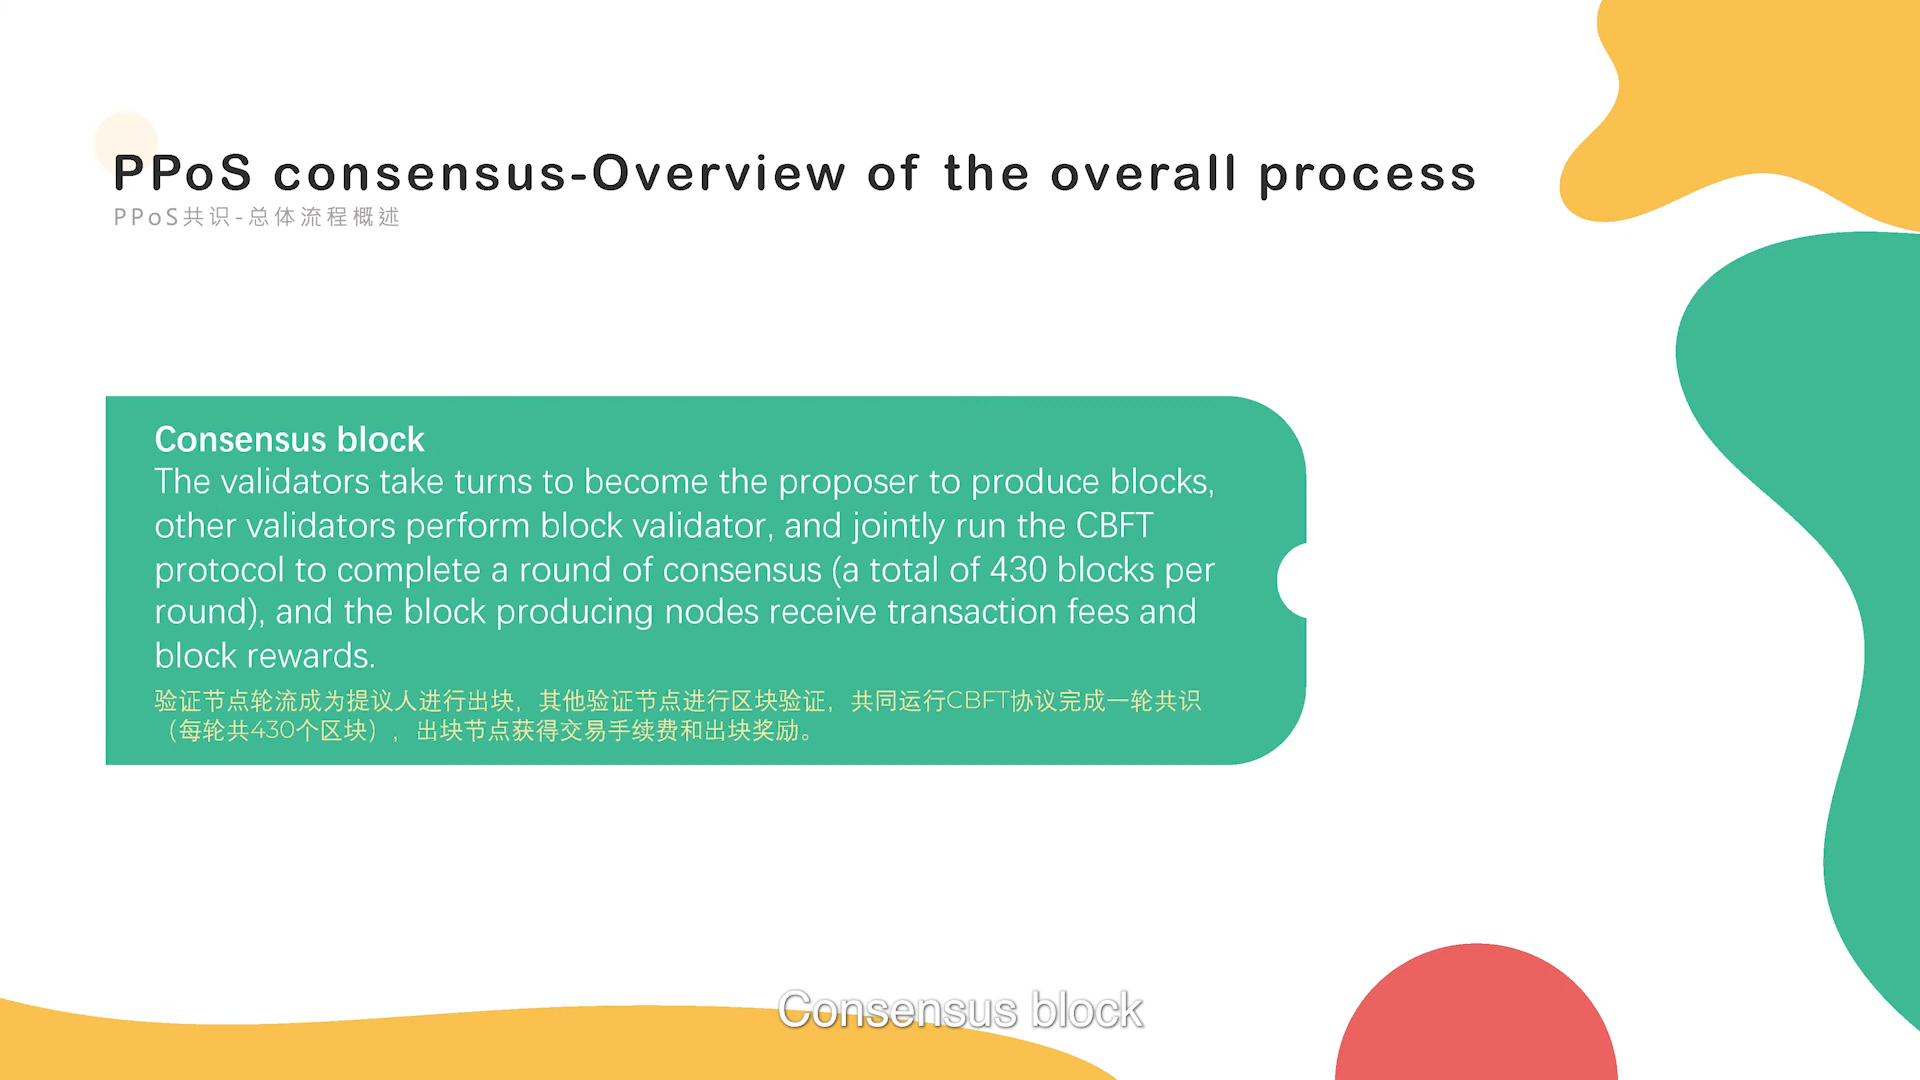 PPoS consensus-Overview of the overall process
PPoS共识-总体流程概述
Consensus block
The validators take turns to become the proposer to produce blocks,
other validators perform block validator, and jointly run the CBFT
protocol to complete a round of consensus (a total of 430 blocks per
round), and the block producing nodes receive transaction fees and
block rewards.
验证节点轮流成为提议人进行出块，其他验证节点进行区块验证，共同运行CBFT协议完成一轮共识
（每轮共430个区块），出块节点获得交易手续费和出块奖励。
Consensus block